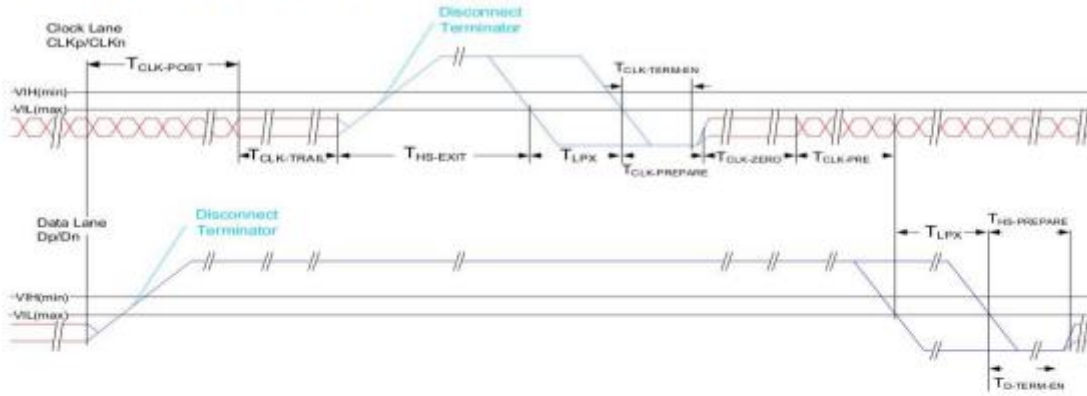 Disconnect
Terminator
Clock Lane
CLKp/CLKn
TCLK-POST
TCLK-TERM-EN
VIH(min)
VIL(max)
TCLK-TRAIL
THS-EXIT
TLPX
TCLK-PREPARE
TCLK-ZERO
TCLK-PRE
Data Lane
Dp/Dn
Disconnect
Terminator
TLPX
THS-PREPARE
VIH(min)
VIL(max)
TD-TERM-EN